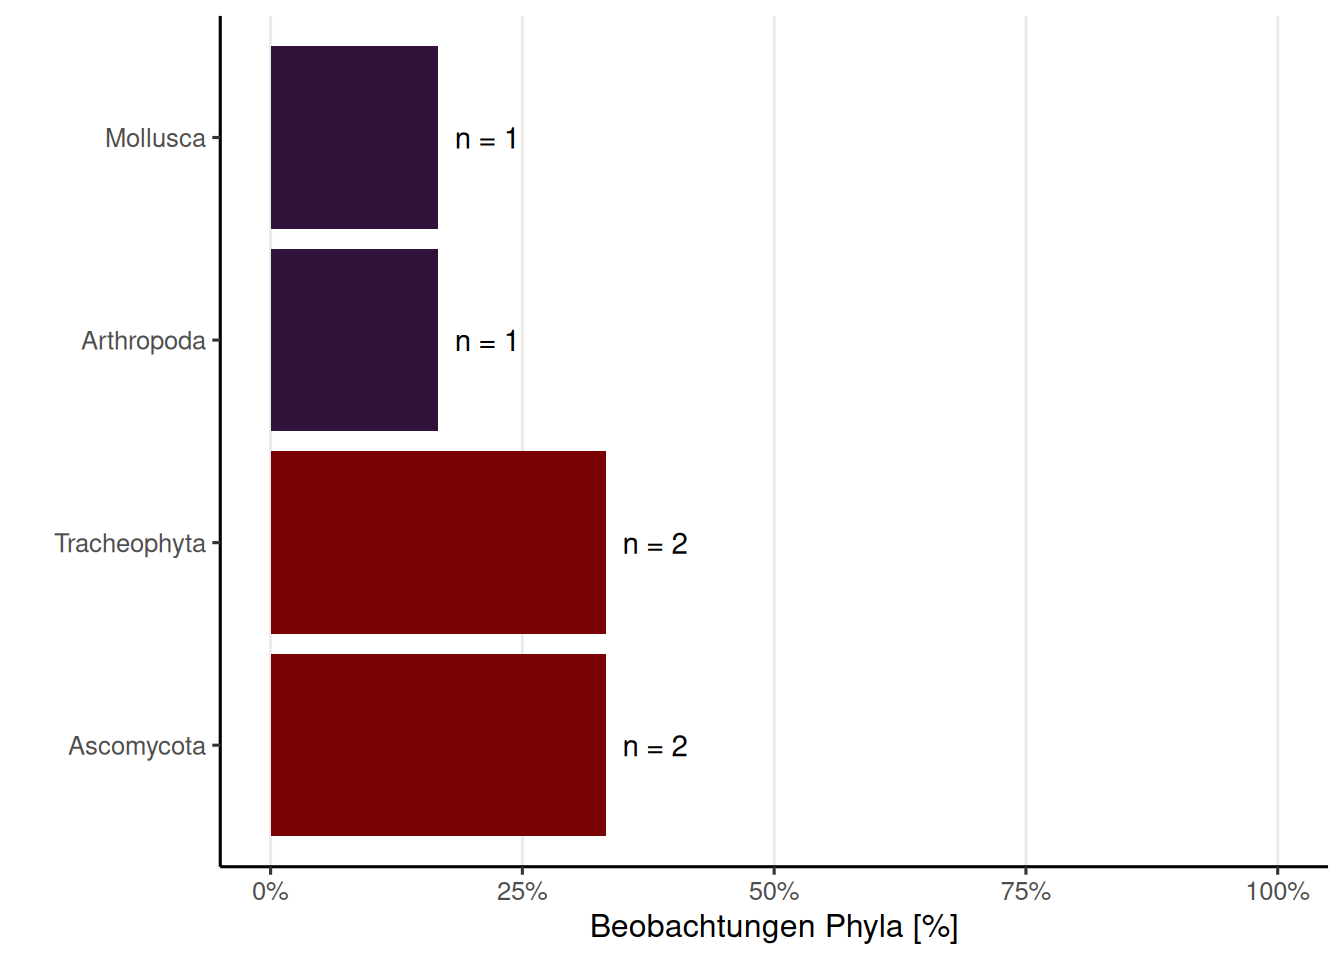 Mollusca
n = 1
Arthropoda
n = 1
Tracheophyta
n = 2
Ascomycota
n = 2
0% 25% 50% 75% 100%
Beobachtungen Phyla [%]